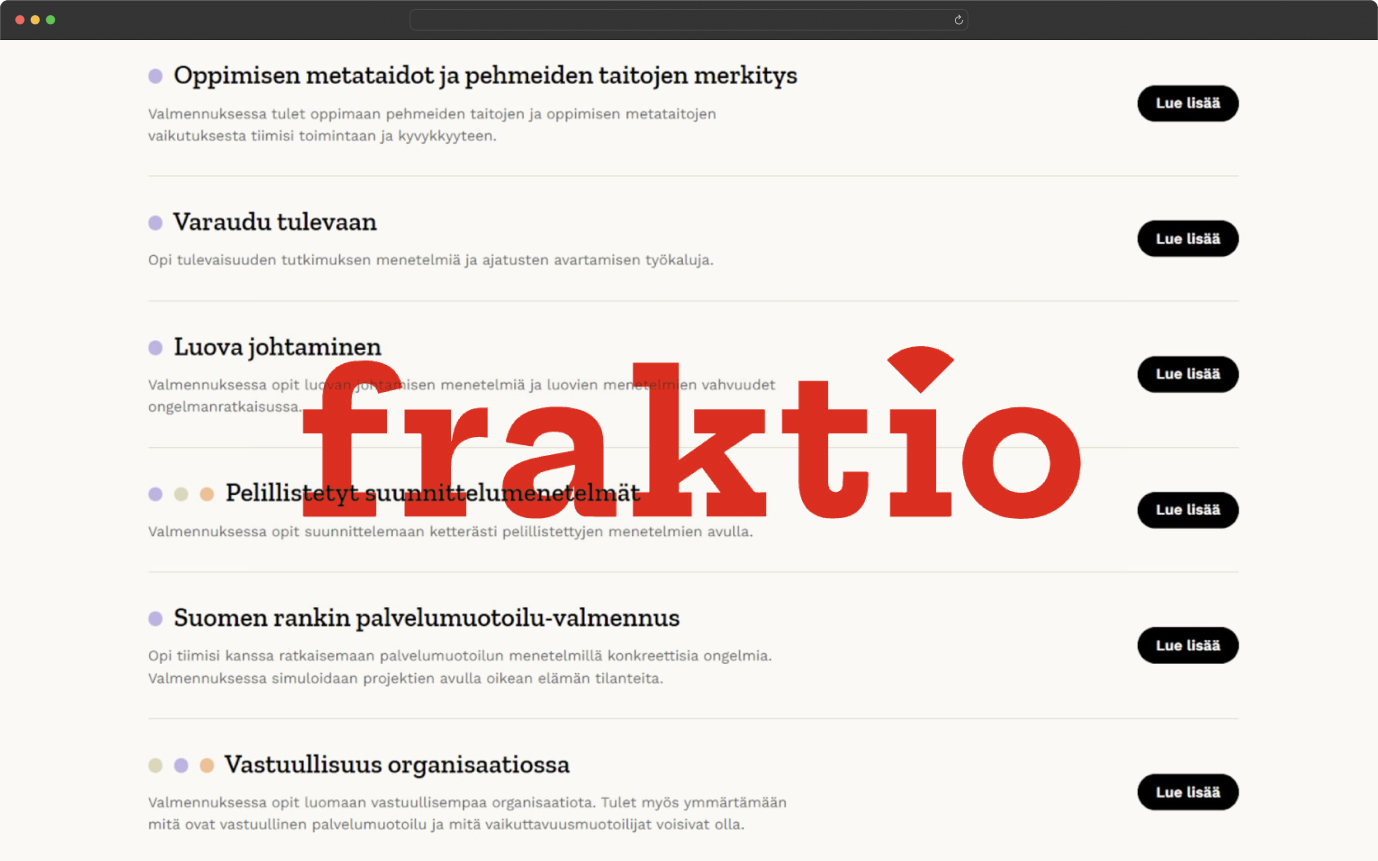 Oppimisen metataidot ja pehmeiden taitojen merkitys
Valmennuksessa tulet oppimaan pehmeiden taitojen ja oppimisen metataitojen
vaikutuksesta tiimisi toimintaan ja kyvykkyyteen.
Lue lisää
Varaudu tulevaan
Opi tulevaisuuden tutkimuksen menetelmiä ja ajatusten avartamisen työkaluja.
Lue lisää
Luova johtaminen
Valmennuksessa opit luovan johtamisen menetelmiä ja luovien menetelmien vahvuudet
ongelmanratkaisussa.
Lue lisää
fraktio
Pelillistetyt suunnittelumenetelmät
Valmennuksessa opit suunnittelemaan ketterästi pelillistettyjen menetelmien avulla.
Lue lisää
Suomen rankin palvelumuotoilu-valmennus
Opi tiimisi kanssa ratkaisemaan palvelumuotoilun menetelmillä konkreettisia ongelmia.
Valmennuksessa simuloidaan projektien avulla oikean elämän tilanteita.
Lue lisää
Vastuullisuus organisaatiossa
Valmennuksessa opit luomaan vastuullisempaa organisaatiota. Tulet myös ymmärtämään
mitä ovat vastuullinen palvelumuotoilu ja mitä vaikuttavuusmuotoilijat voisivat olla.
Lue lisää